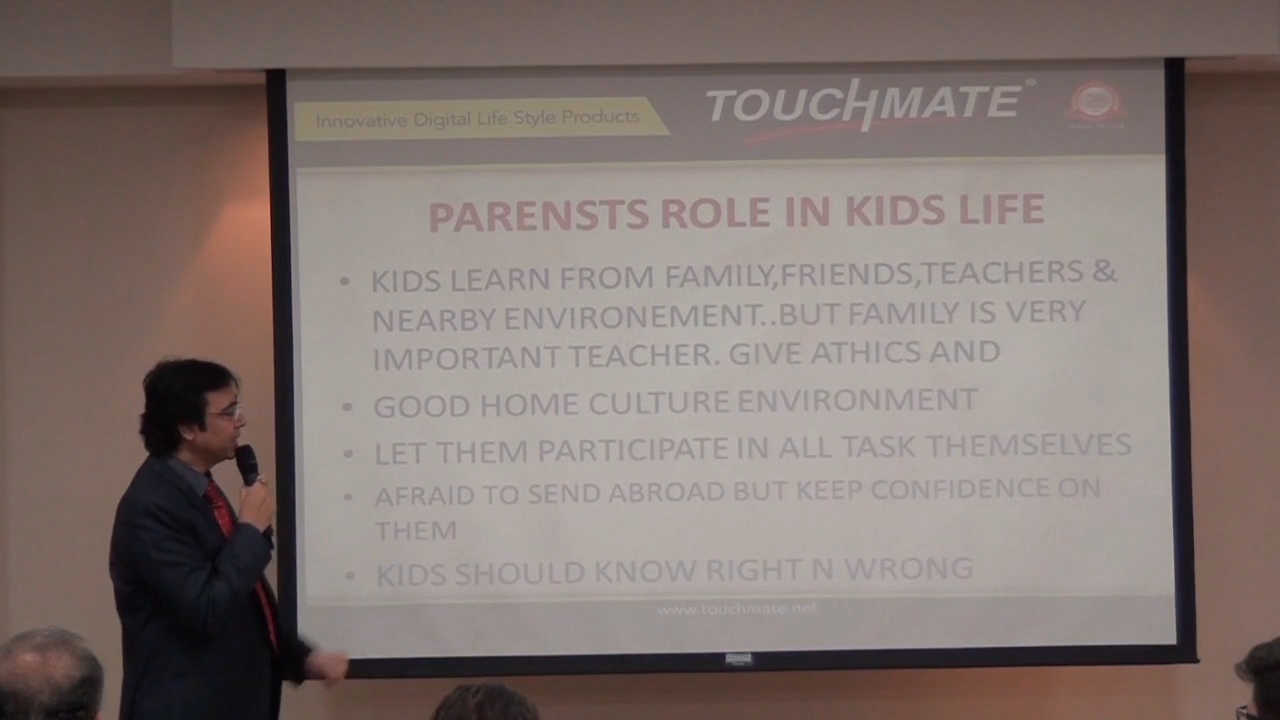 Innovative Digital Life Style Products
TOUCHMATE®
PARENSTS ROLE IN KIDS LIFE
• KIDS LEARN FROM FAMILY,FRIENDS,TEACHERS &
NEARBY ENVIRONEMENT..BUT FAMILY IS VERY
IMPORTANT TEACHER. GIVE ATHICS AND
• GOOD HOME CULTURE ENVIRONMENT
• LET THEM PARTICIPATE IN ALL TASK THEMSELVES
• AFRAID TO SEND ABROAD BUT KEEP CONFIDENCE ON
THEM
• KIDS SHOULD KNOW RIGHT N WRONG
www.touchmate.net